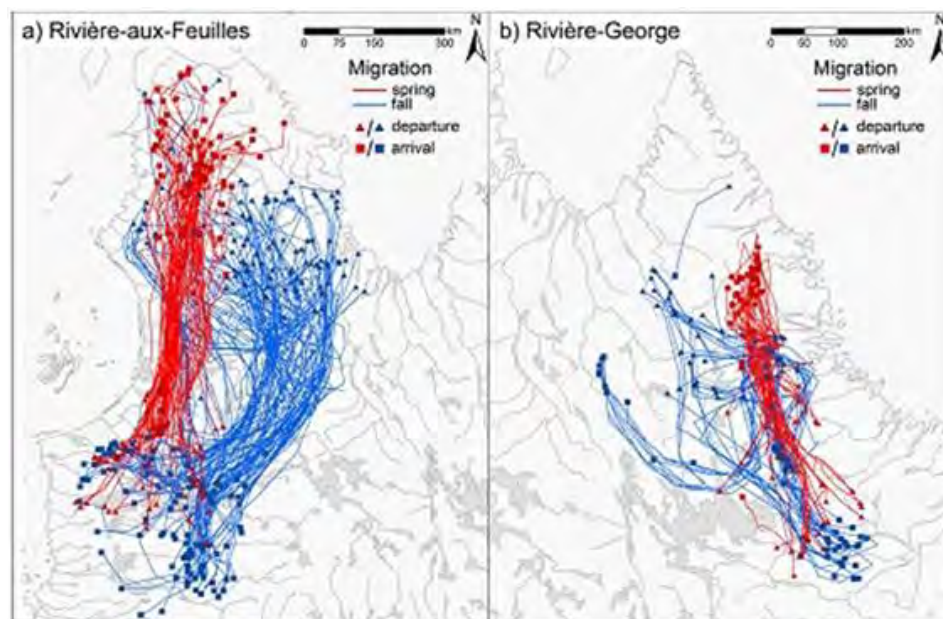 a) Rivière-aux-Feuilles
0 75 150 300 km
N
Migration
spring
fall
/ departure
/ arrival
b) Rivière-George
0 50 100 200 km
N
Migration
spring
fall
/ departure
/ arrival